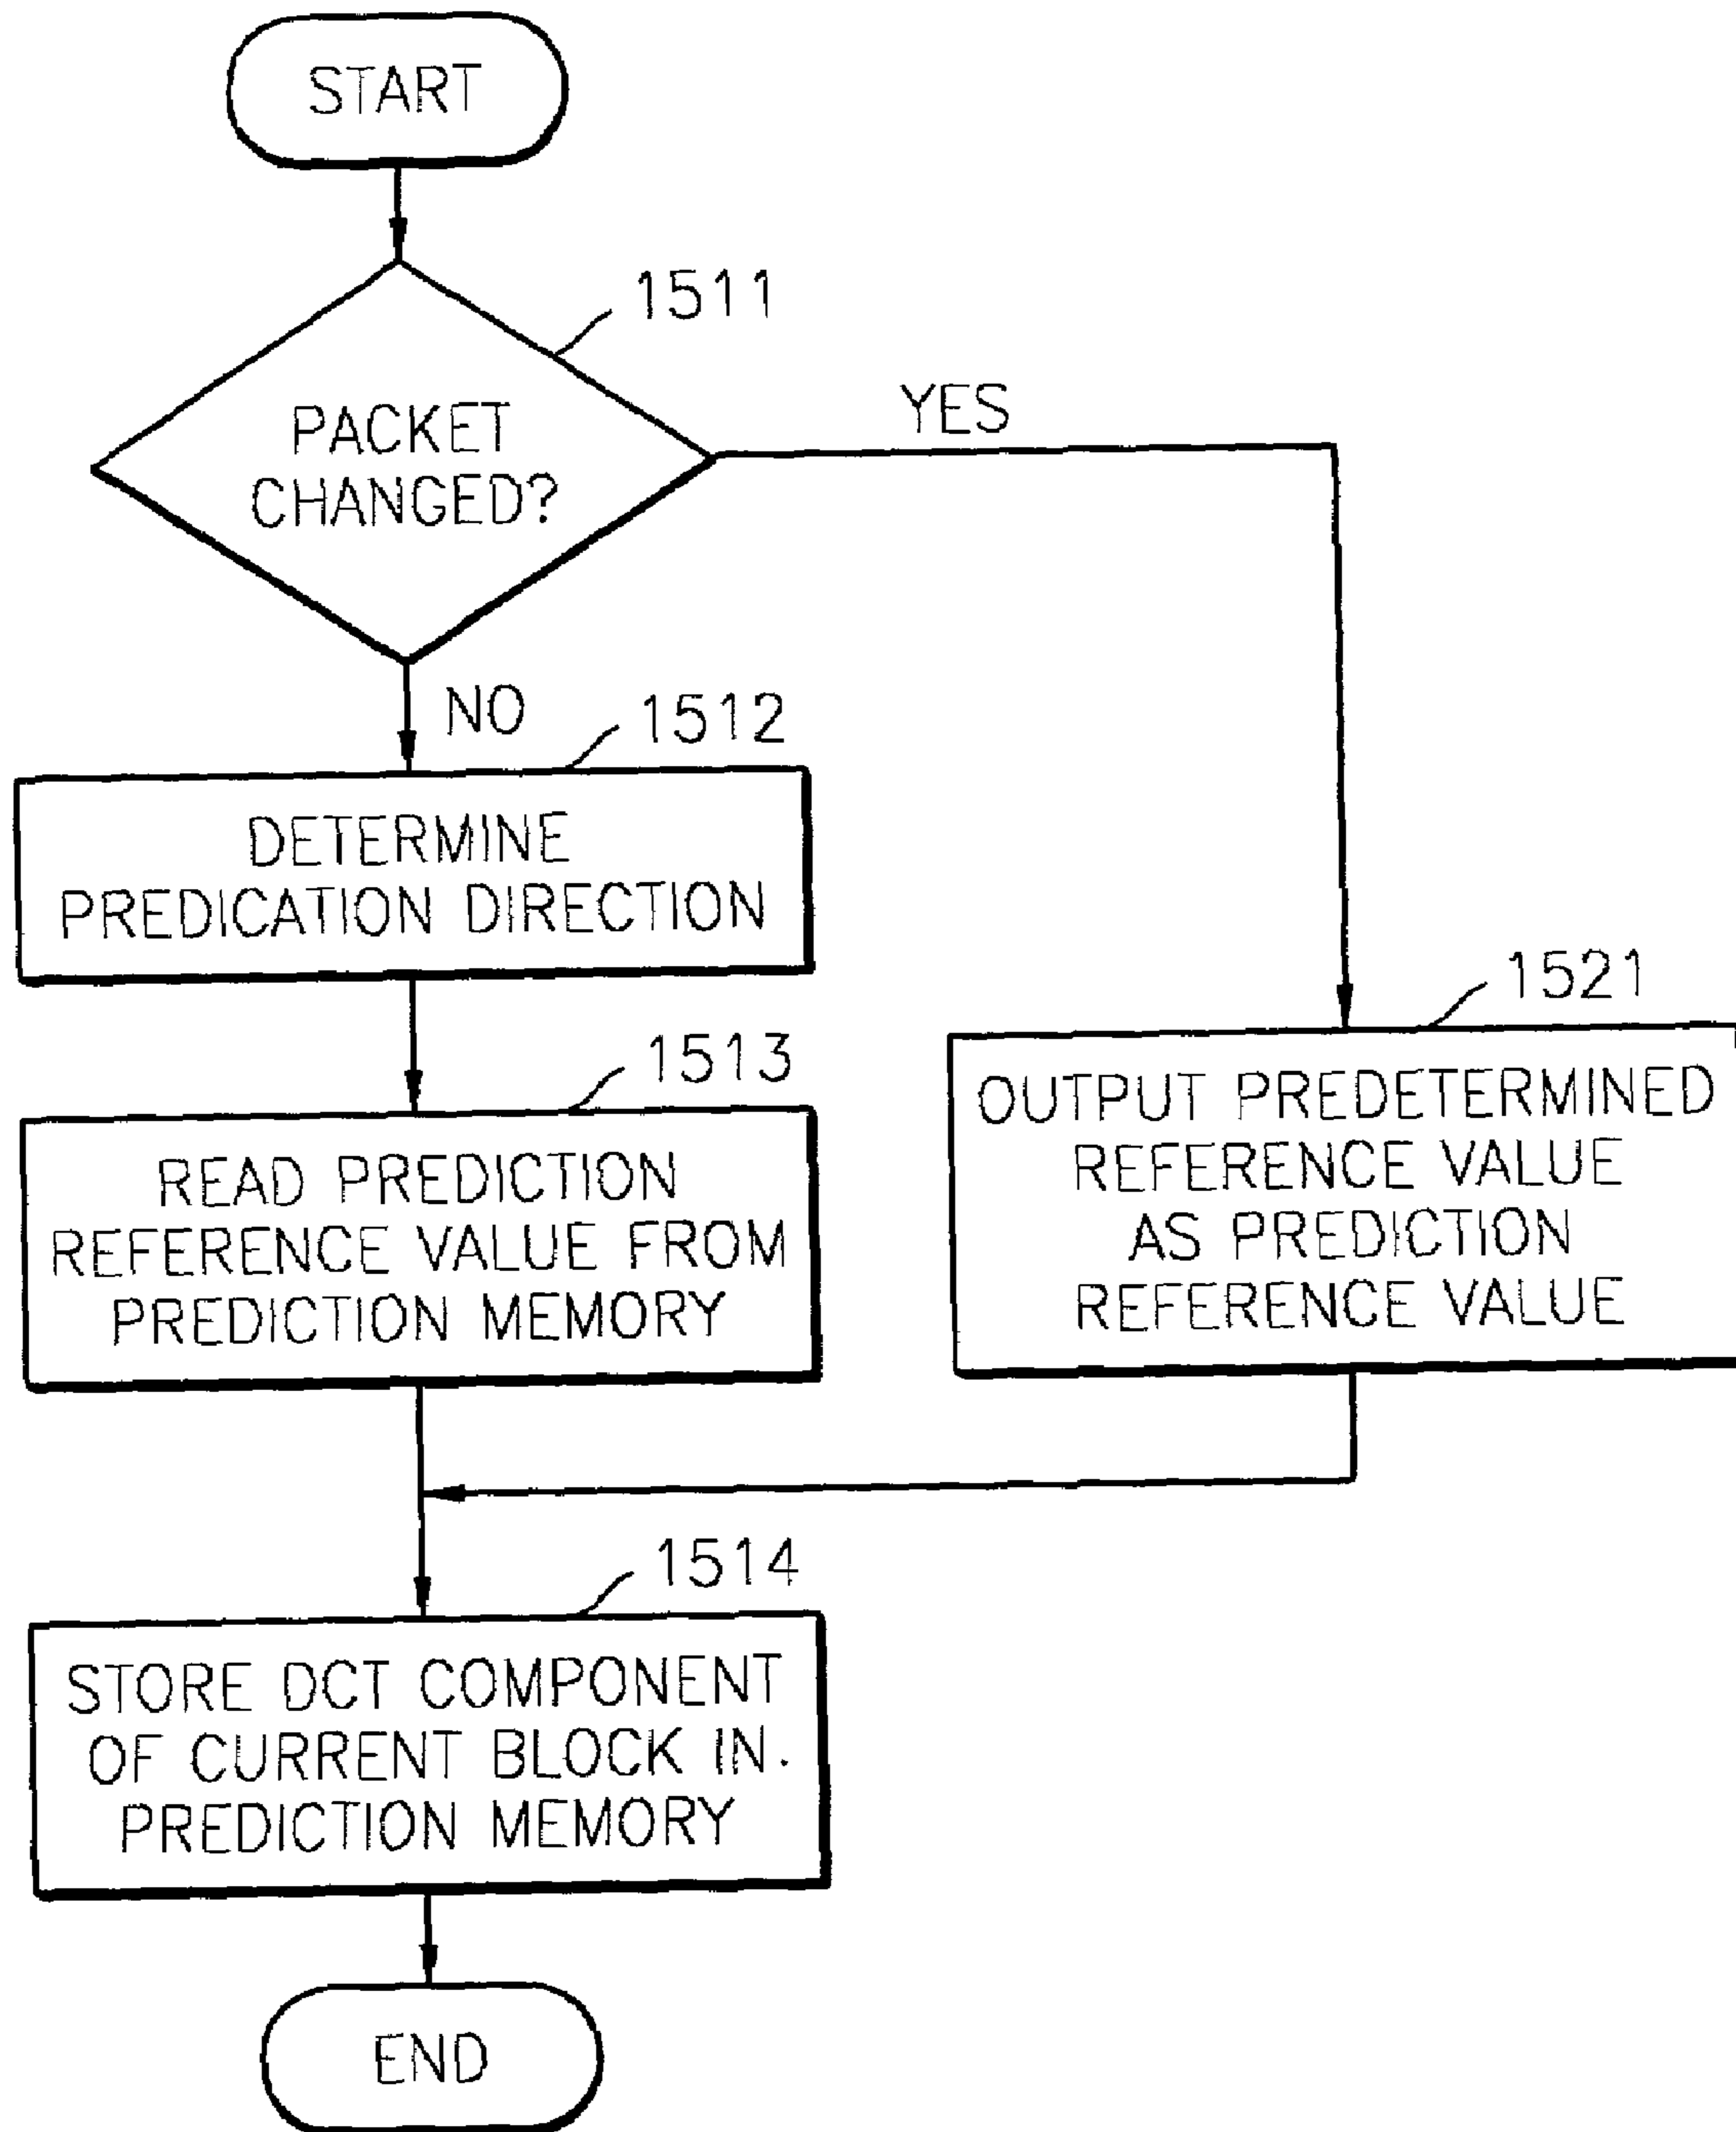 START
1511
PACKET
CHANGED?
YES
NO
1512
DETERMINE
PREDICATION DIRECTION
1513
READ PREDICTION
REFERENCE VALUE FROM
PREDICTION MEMORY
1521
OUTPUT PREDETERMINED
REFERENCE VALUE
AS PREDICTION
REFERENCE VALUE
1514
STORE DCT COMPONENT
OF CURRENT BLOCK IN.
PREDICTION MEMORY
END